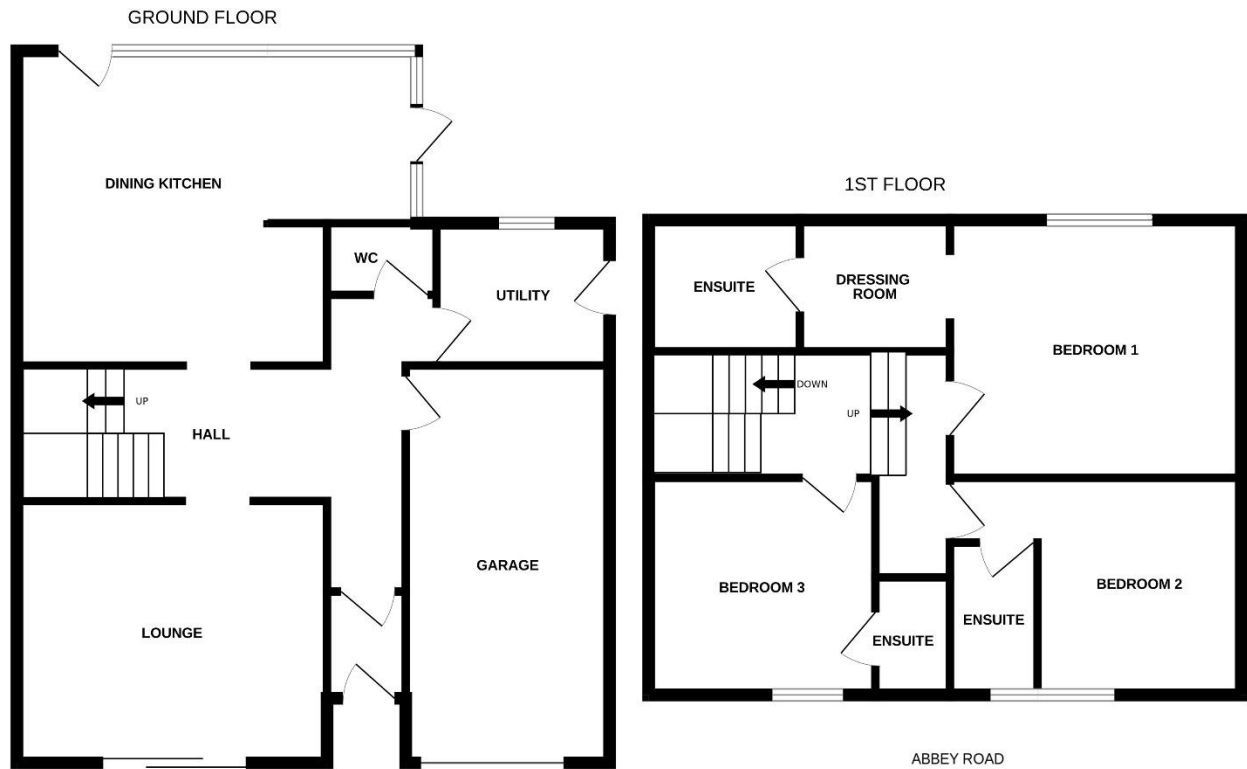 GROUND FLOOR
DINING KITCHEN
WC
UTILITY
UP
HALL
GARAGE
LOUNGE
1ST FLOOR
ENSUITE
DRESSING
ROOM
BEDROOM 1
DOWN
UP
BEDROOM 3
BEDROOM 2
ENSUITE
ENSUITE
ABBEY ROAD